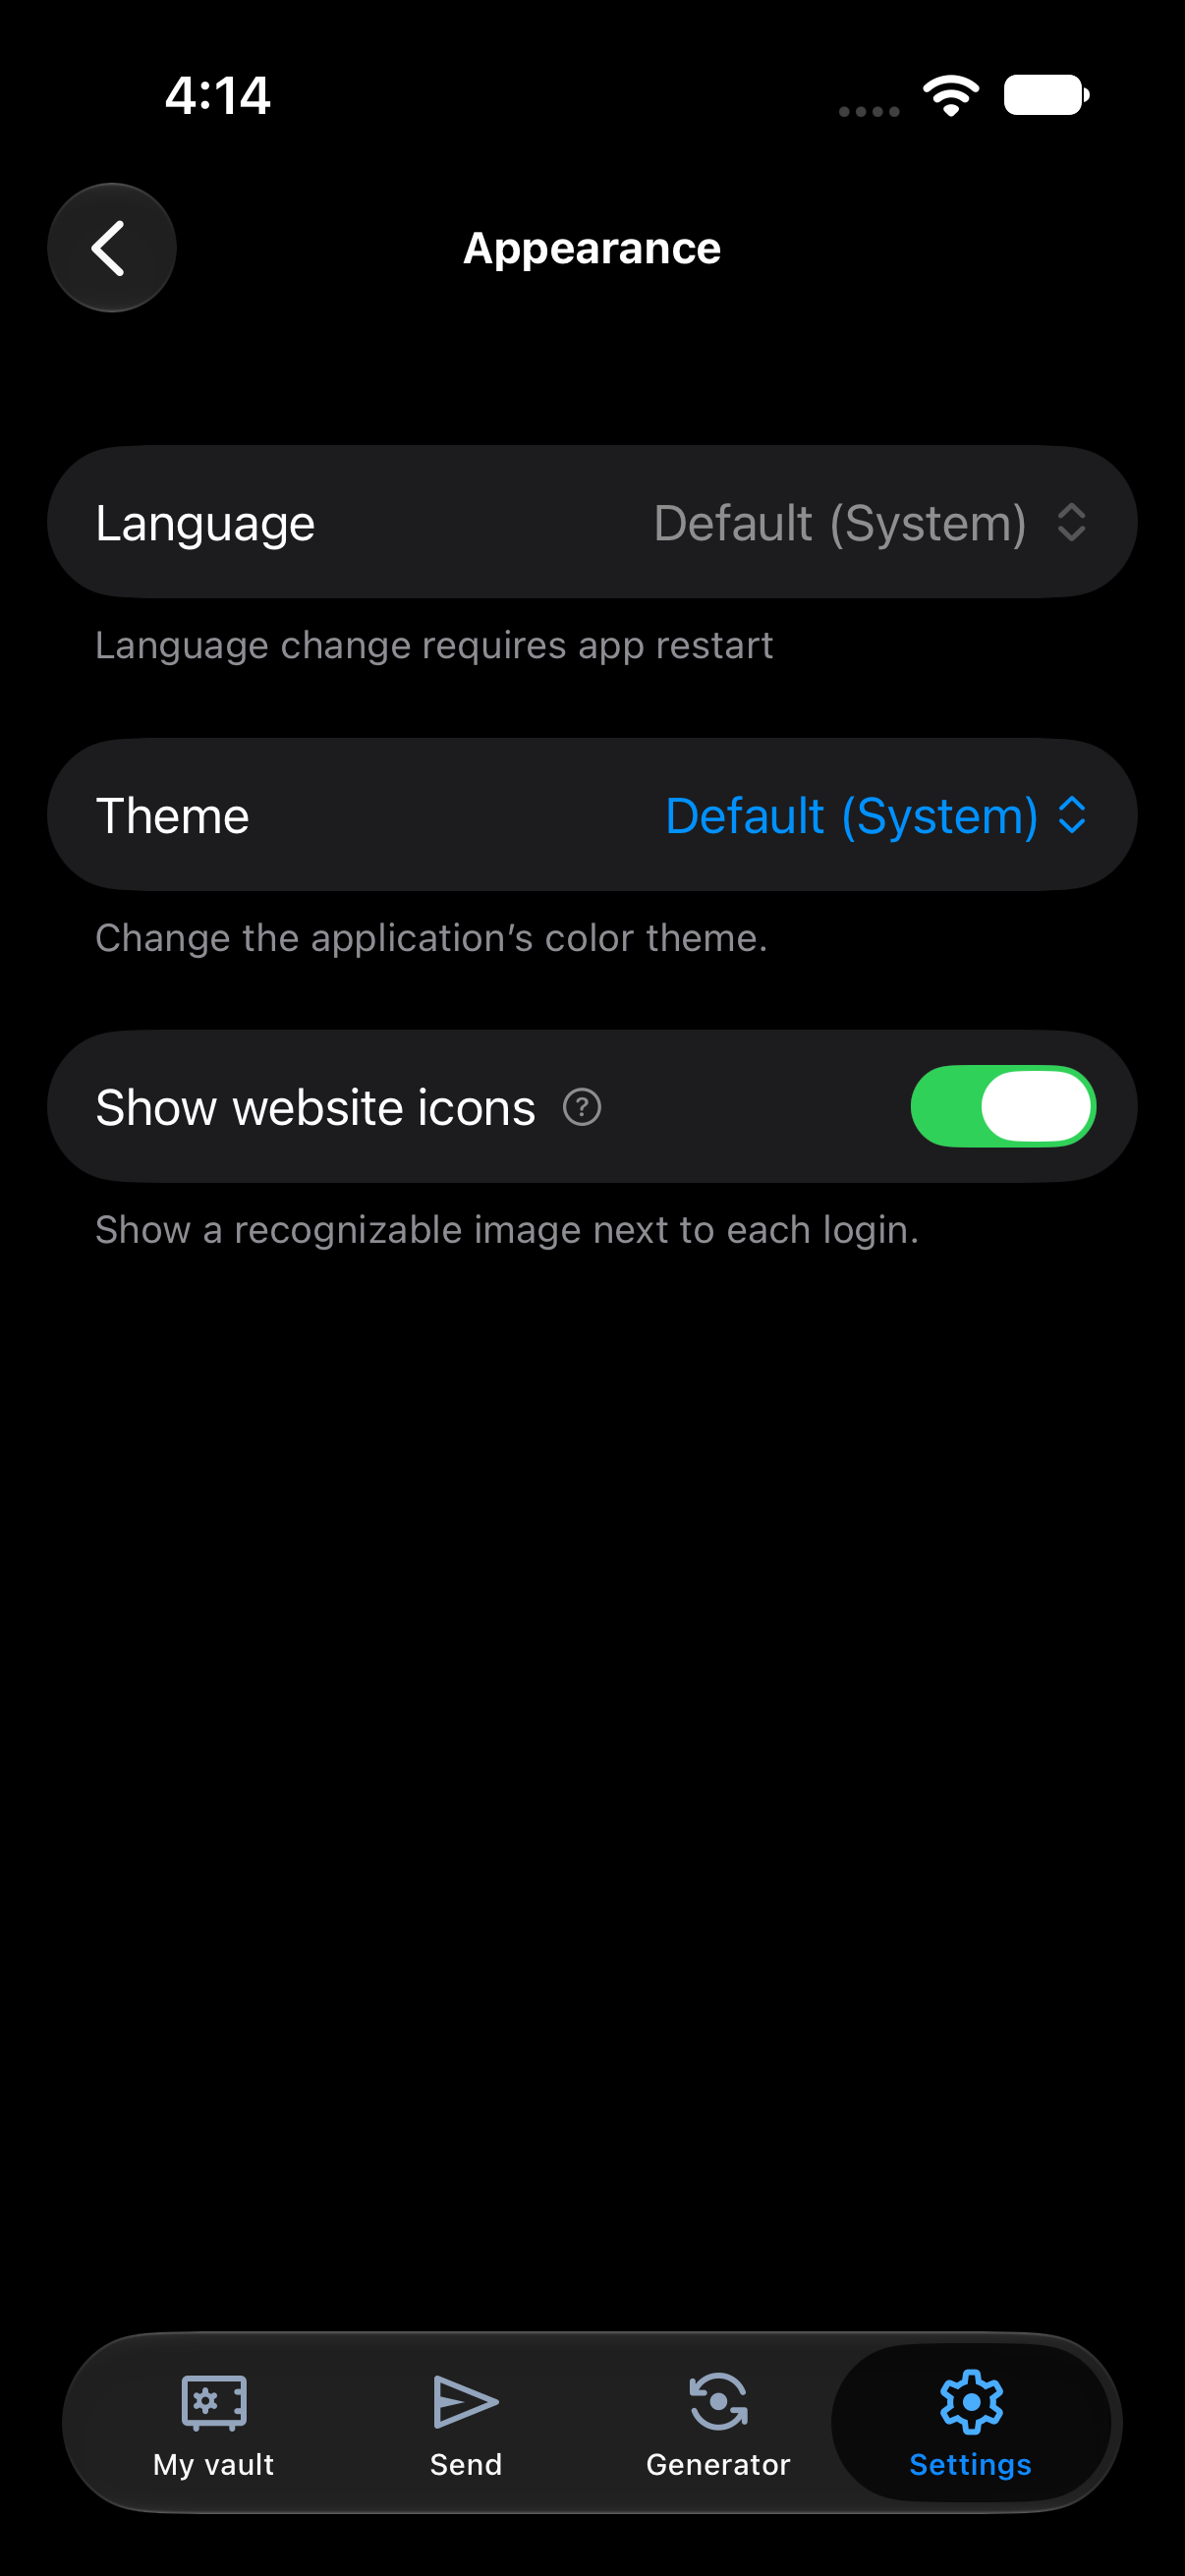 4:14
Appearance
Language Default (System)
Language change requires app restart
Theme Default (System)
Change the application’s color theme.
Show website icons ?
Show a recognizable image next to each login.
My vault Send Generator Settings